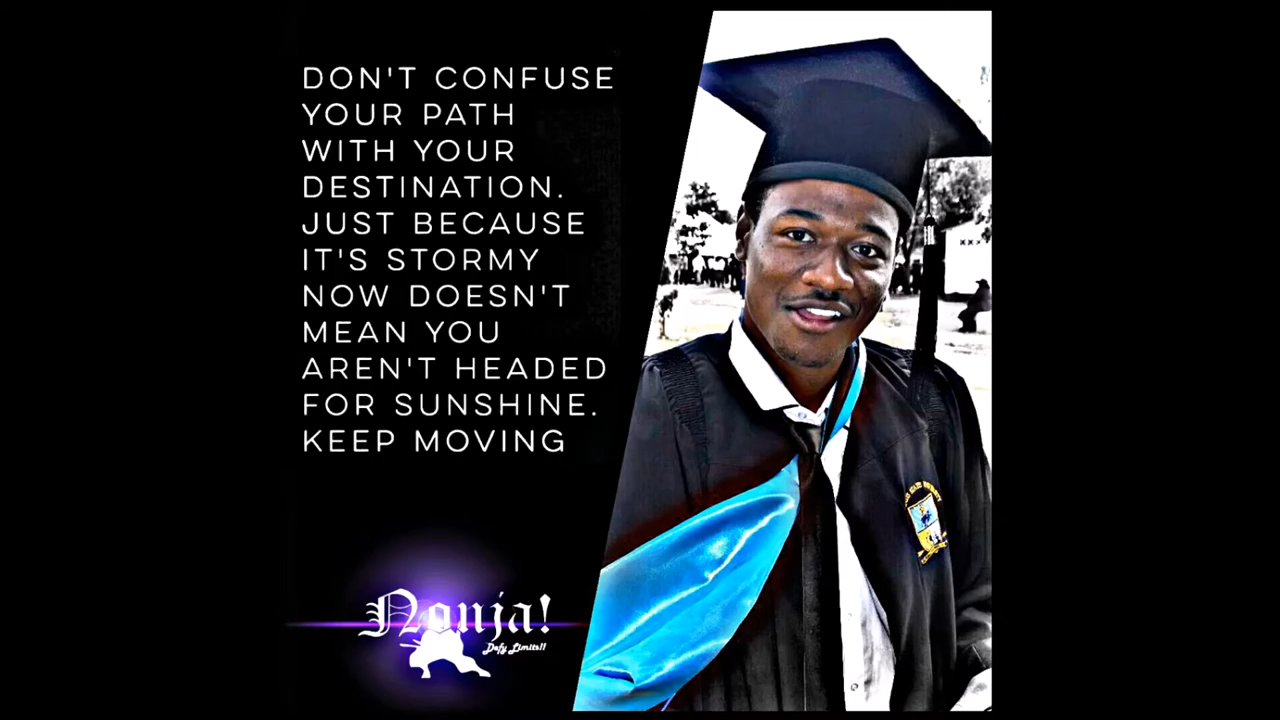 DON'T CONFUSE
YOUR PATH
WITH YOUR
DESTINATION.
JUST BECAUSE
IT'S STORMY
NOW DOESN'T
MEAN YOU
AREN'T HEADED
FOR SUNSHINE.
KEEP MOVING
Nonja!
Defy Limits!!